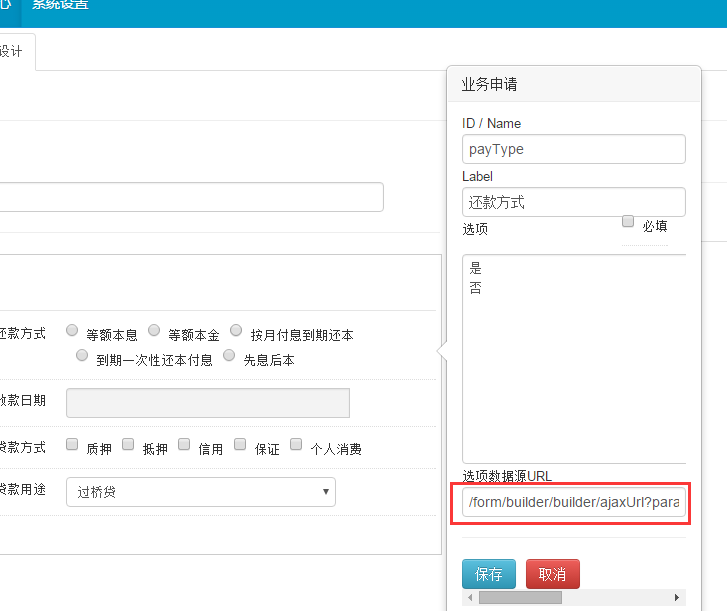 系统设置
设计
业务申请
ID / Name
payType
Label
还款方式
选项
必填
是
否
还款方式
等额本息
等额本金
按月付息到期还本
到期一次性还本付息
先息后本
放款日期
贷款方式
质押
抵押
信用
保证
个人消费
贷款用途
过桥贷
选项数据源URL
/form/builder/builder/ajaxUrl?para
保存
取消